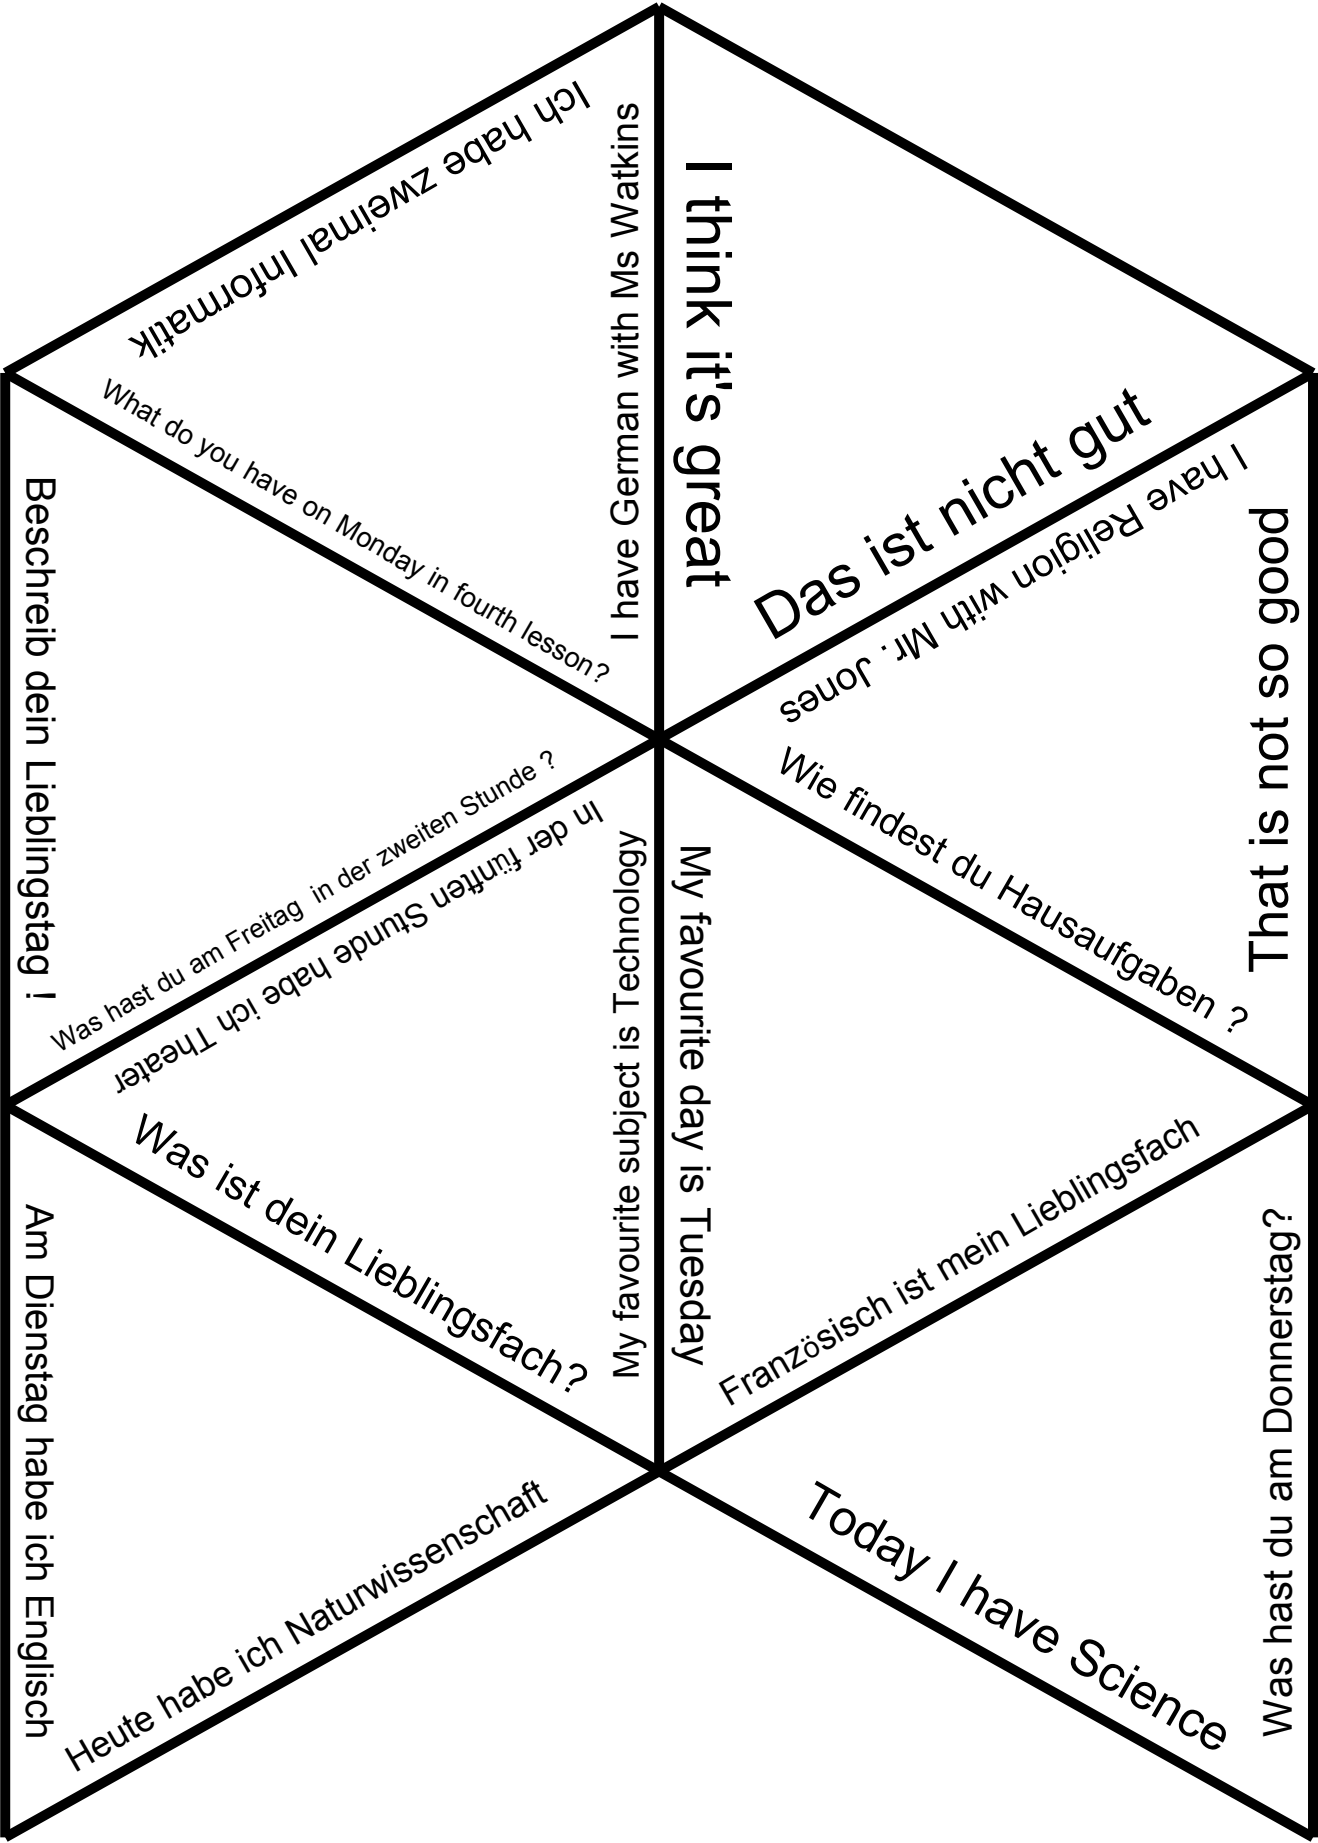 Ich habe zweimal Informatik
I have German with Ms Watkins
What do you have on Monday in fourth lesson?
I think it's great
Das ist nicht gut
I have Religion with Mr. Jones
That is not so good
Wie findest du Hausaufgaben ?
Beschreib dein Lieblingstag !
Was hast du am Freitag in der zweiten Stunde ?
In der fünften Stunde habe ich Theater
My favourite subject is Technology
Was ist dein Lieblingsfach?
My favourite day is Tuesday
Französisch ist mein Lieblingsfach
Am Dienstag habe ich Englisch
Heute habe ich Naturwissenschaft
Was hast du am Donnerstag?
Today I have Science